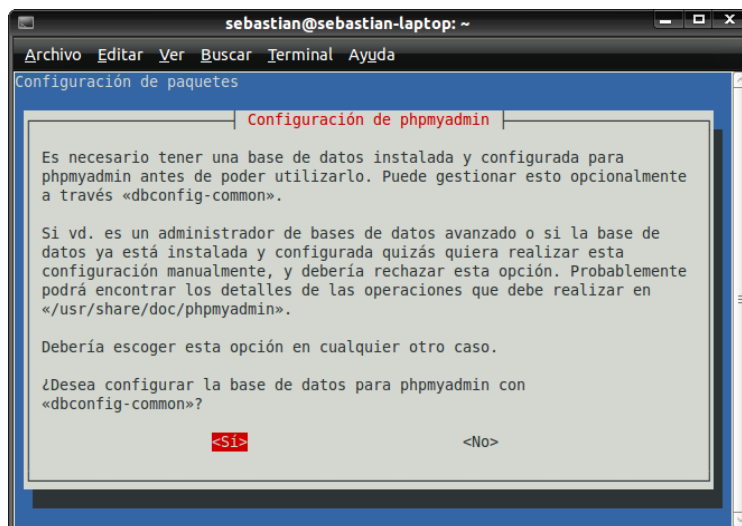 sebastian@sebastian-laptop: ~
Archivo Editar Ver Buscar Terminal Ayuda
Configuración de paquetes
Configuración de phpmyadmin
Es necesario tener una base de datos instalada y configurada para
phpmyadmin antes de poder utilizarlo. Puede gestionar esto opcionalmente
a través «dbconfig-common».
Si vd. es un administrador de bases de datos avanzado o si la base de
datos ya está instalada y configurada quizás quiera realizar esta
configuración manualmente, y debería rechazar esta opción. Probablemente
podrá encontrar los detalles de las operaciones que debe realizar en
«/usr/share/doc/phpmyadmin».
Debería escoger esta opción en cualquier otro caso.
¿Desea configurar la base de datos para phpmyadmin con
«dbconfig-common»?
<Sí> <No>